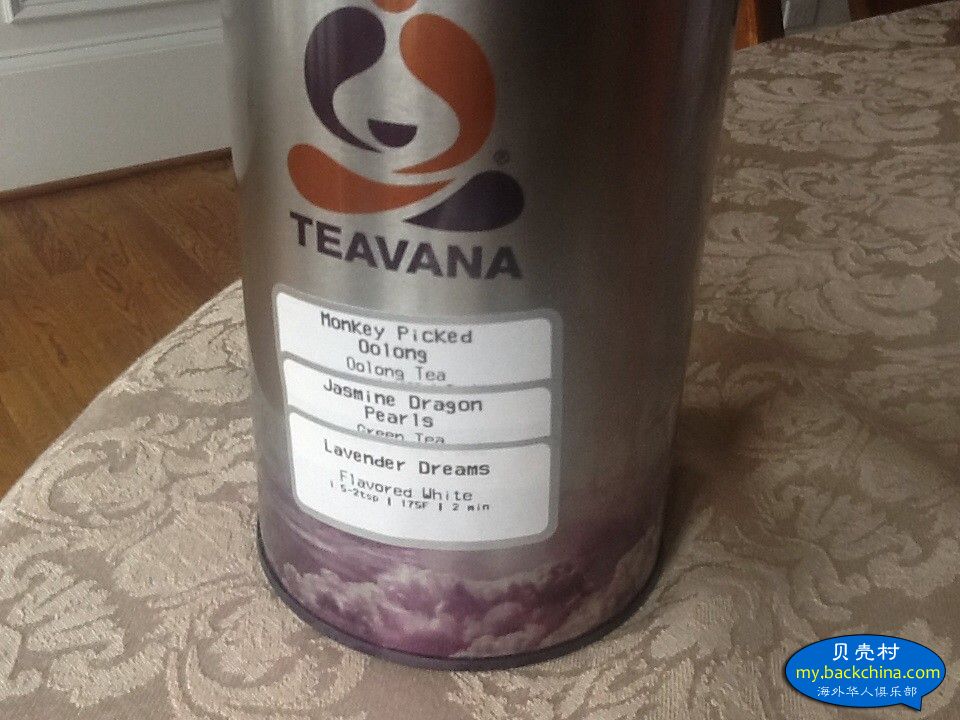 ®
TEAVANA
Monkey Picked
Oolong
Oolong Tea
Jasmine Dragon
Pearls
Green Tea
Lavender Dreams
Flavored White
1.5-2tsp | 175F | 2 min
贝壳村
my.backchina.com
海外华人俱乐部